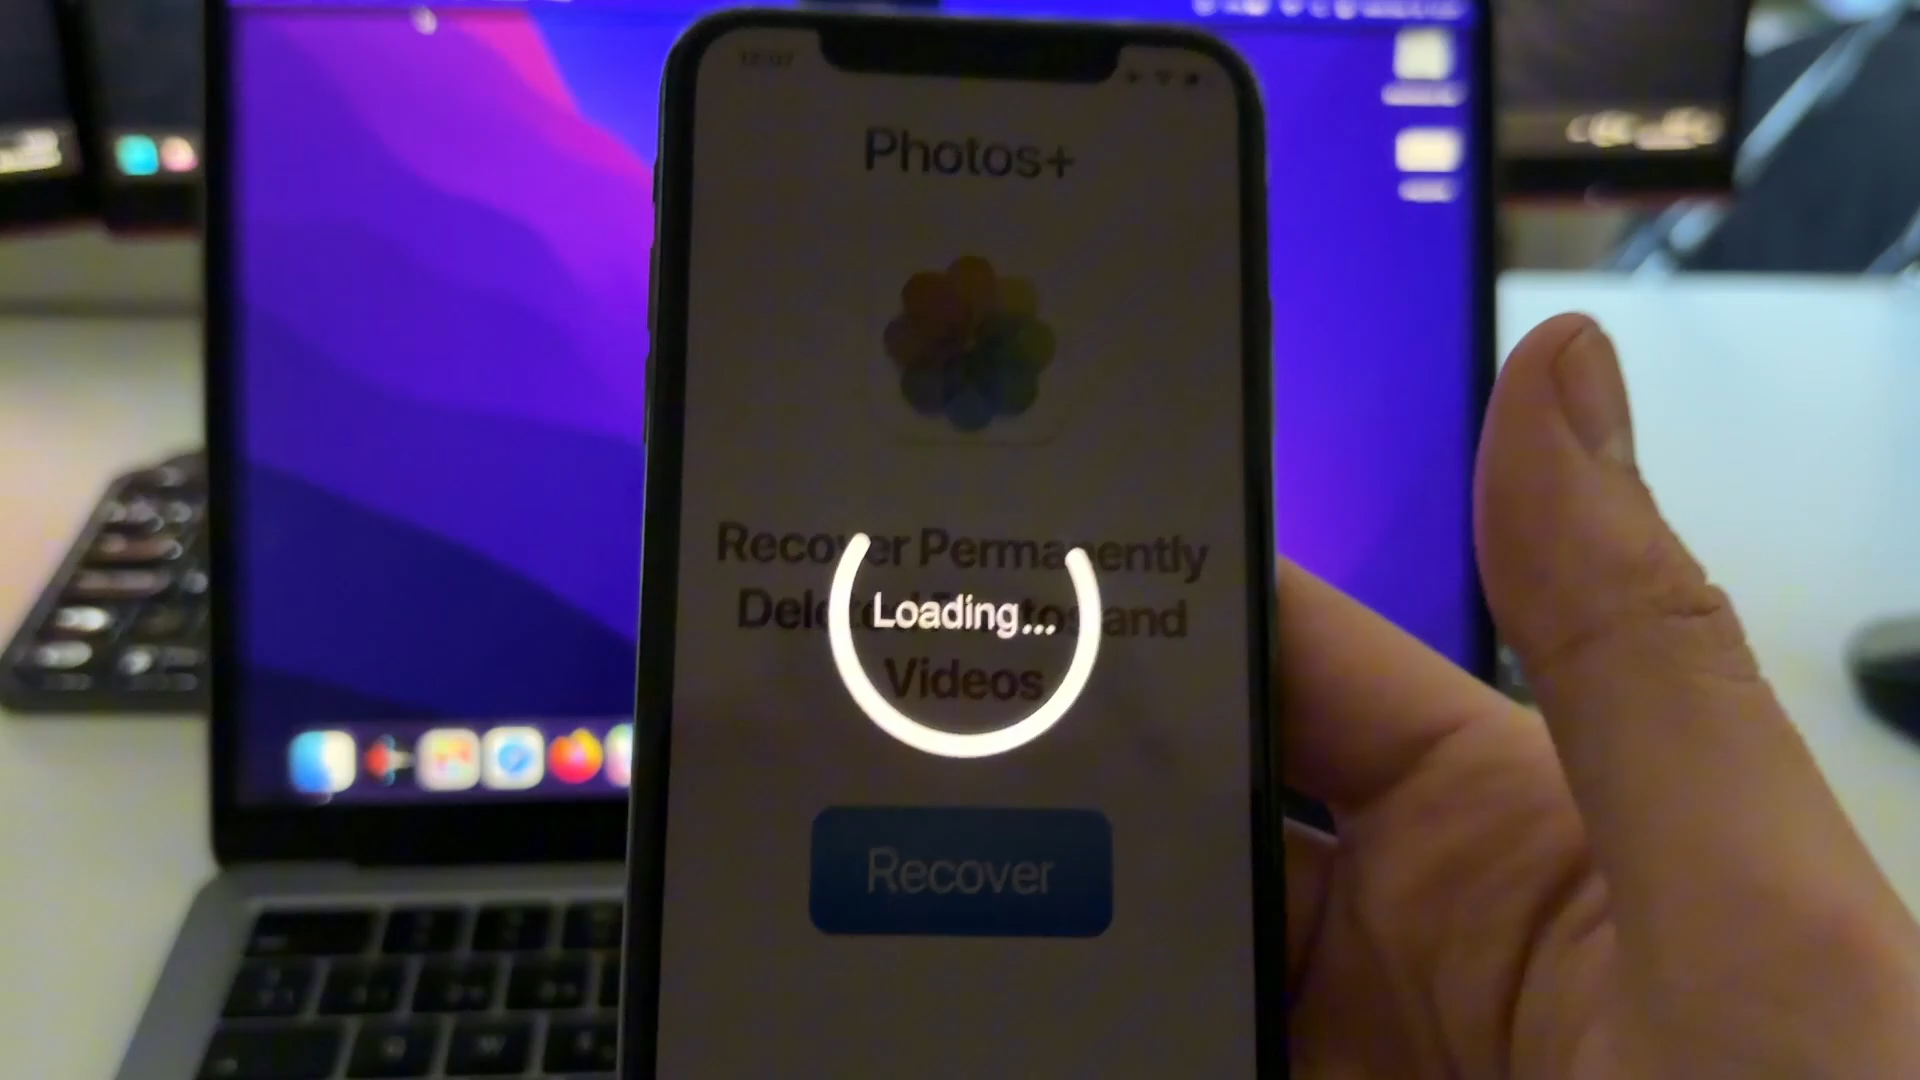 Photos+
Recover Permanently
Deleted Photos and
Loading...
Videos
Recover